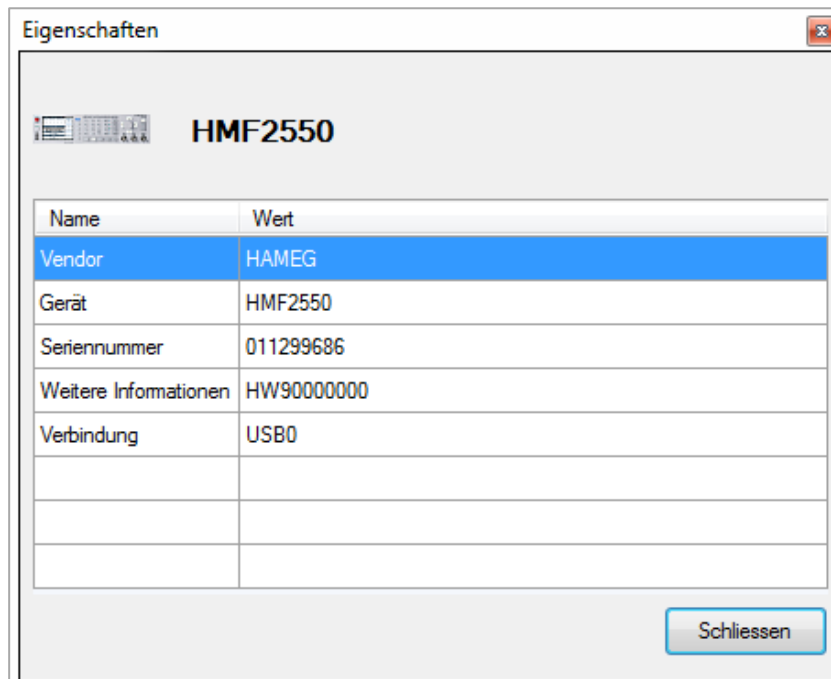 Eigenschaften
HMF2550
Name Wert
Vendor HAMEG
Gerät HMF2550
Seriennummer 011299686
Weitere Informationen HW90000000
Verbindung USB0
Schliessen